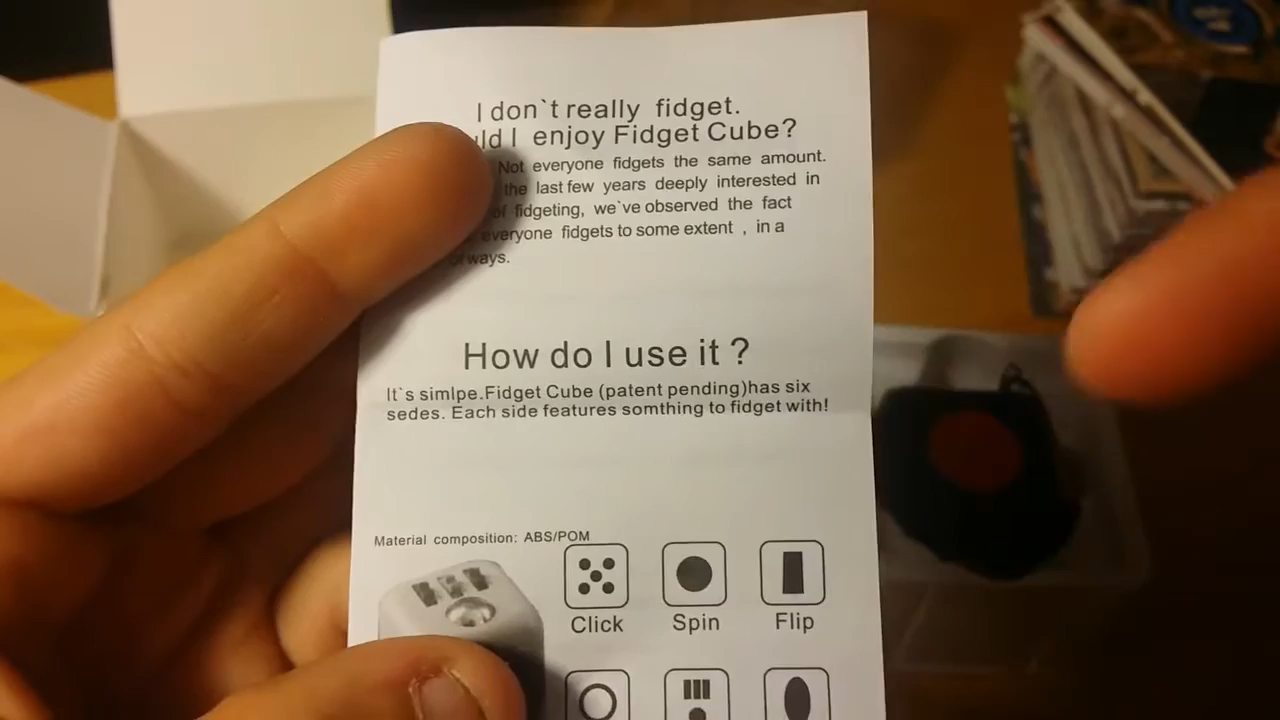 I don`t really fidget.
I enjoy Fidget Cube?
Not everyone fidgets the same amount.
the last few years deeply interested in
of fidgeting, we`ve observed the fact
everyone fidgets to some extent , in a
ways.
How do I use it ?
It`s simlpe.Fidget Cube (patent pending)has six
sedes. Each side features somthing to fidget with!
Material composition: ABS/POM
Click Spin Flip